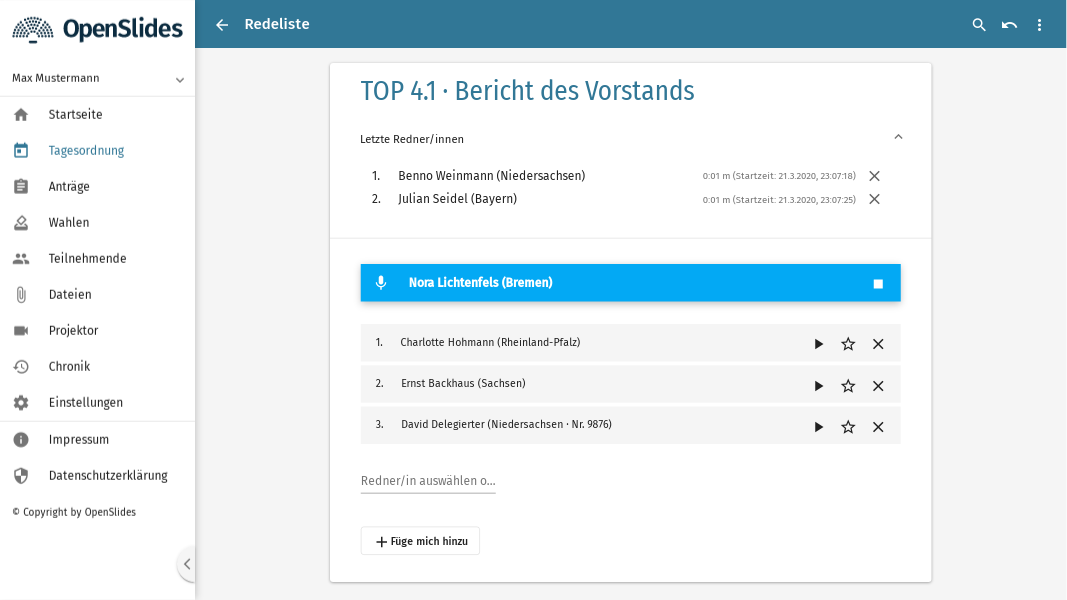 OpenSlides
Redeliste
Max Mustermann
Startseite
Tagesordnung
Anträge
Wahlen
Teilnehmende
Dateien
Projektor
Chronik
Einstellungen
Impressum
Datenschutzerklärung
© Copyright by OpenSlides
TOP 4.1 · Bericht des Vorstands
Letzte Redner/innen
1. Benno Weinmann (Niedersachsen) 0:01 m (Startzeit: 21.3.2020, 23:07:18)
2. Julian Seidel (Bayern) 0:01 m (Startzeit: 21.3.2020, 23:07:25)
Nora Lichtenfels (Bremen)
1. Charlotte Hohmann (Rheinland-Pfalz)
2. Ernst Backhaus (Sachsen)
3. David Delegierter (Niedersachsen · Nr. 9876)
Redner/in auswählen o...
Füge mich hinzu